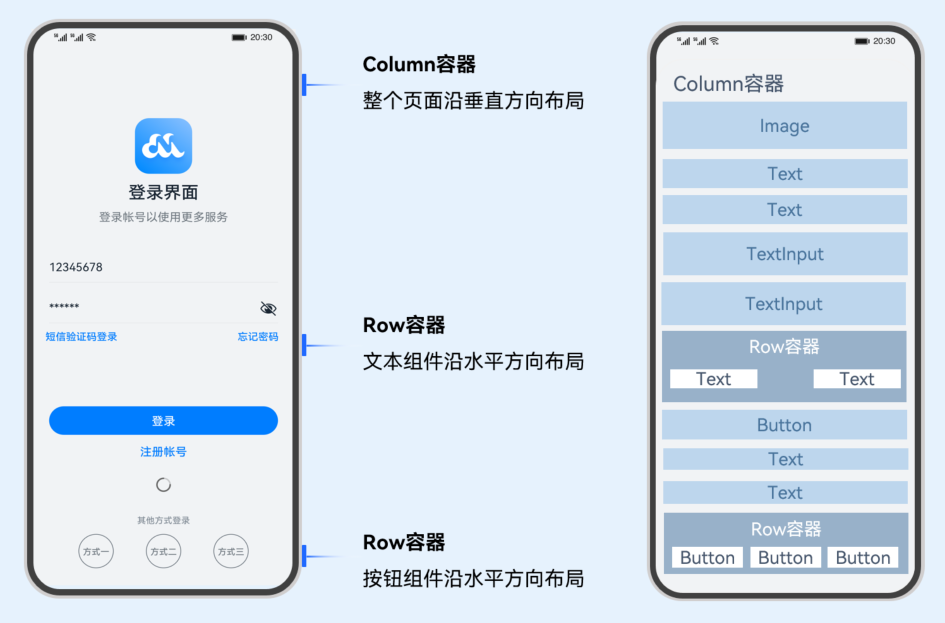 20:30
登录界面
登录帐号以使用更多服务
12345678
******
短信验证码登录 忘记密码
登录
注册帐号
其他方式登录
方式一 方式二 方式三
Column容器
整个页面沿垂直方向布局
Row容器
文本组件沿水平方向布局
Row容器
按钮组件沿水平方向布局
20:30
Column容器
Image
Text
Text
TextInput
TextInput
Row容器
Text Text
Button
Text
Text
Row容器
Button Button Button